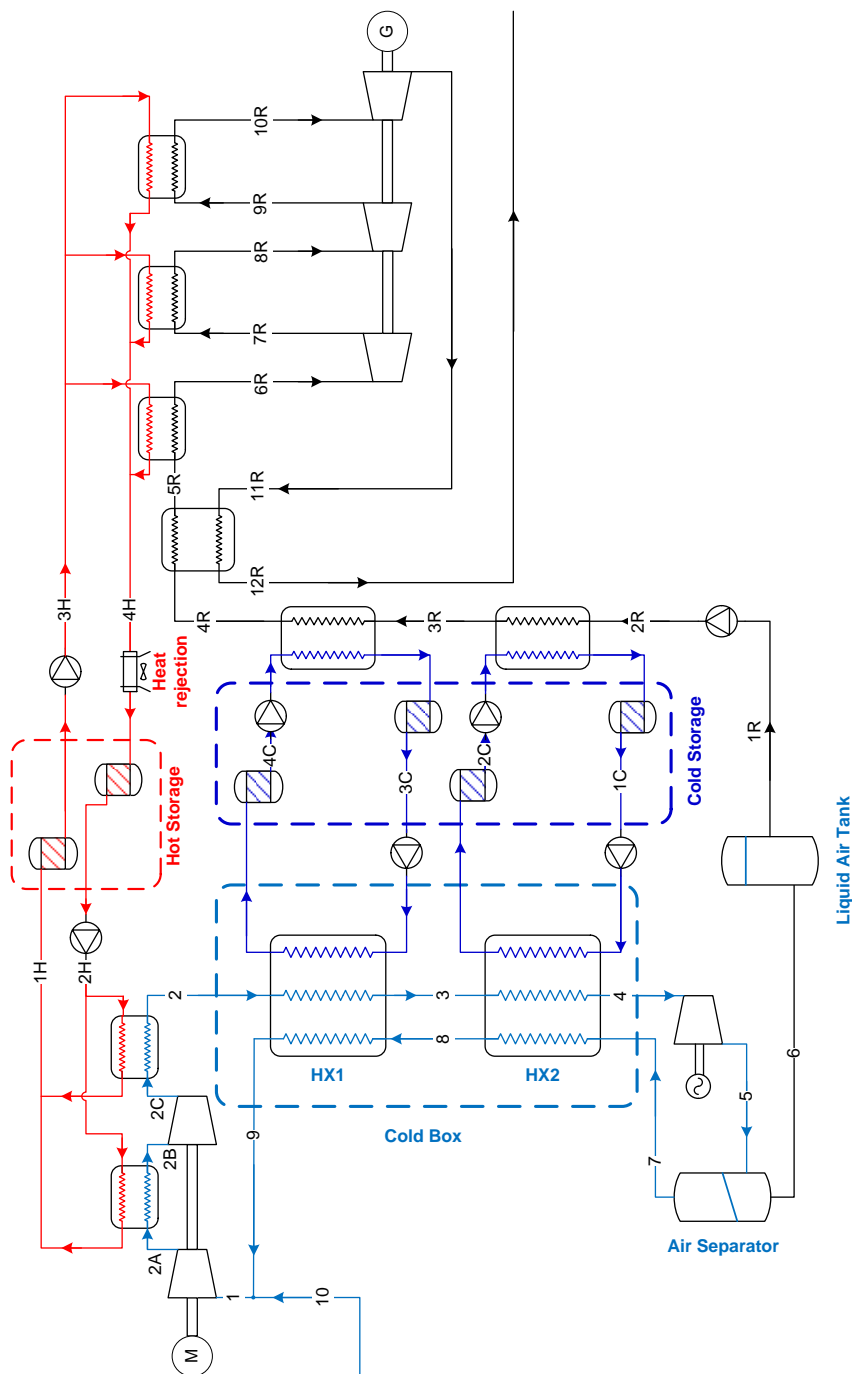 G
10R
9R
8R
7R
6R
5R
11R
12R
3H
4H
4R
3R
2R
Heat
rejection
4C
3C
2C
1C
1R
Hot Storage
Cold Storage
Liquid Air Tank
1H
2H
2
3
4
8
HX1
HX2
2C
2B
2A
9
Cold Box
5
6
7
Air Separator
1
10
M